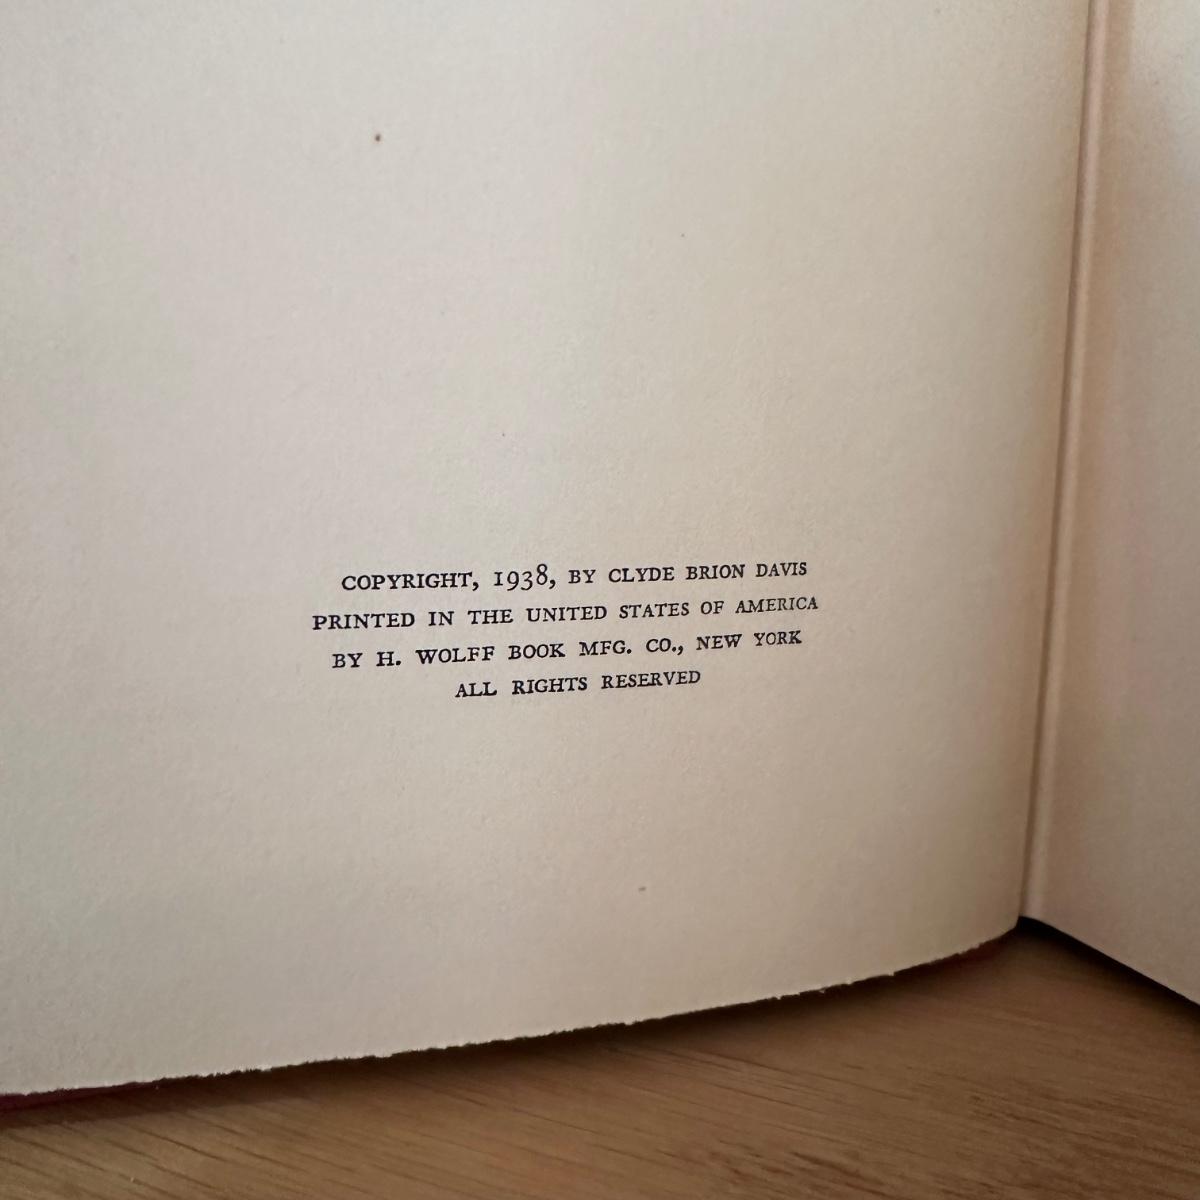 COPYRIGHT, 1938, BY CLYDE BRION DAVIS
PRINTED IN THE UNITED STATES OF AMERICA
BY H. WOLFF BOOK MFG. CO., NEW YORK
ALL RIGHTS RESERVED